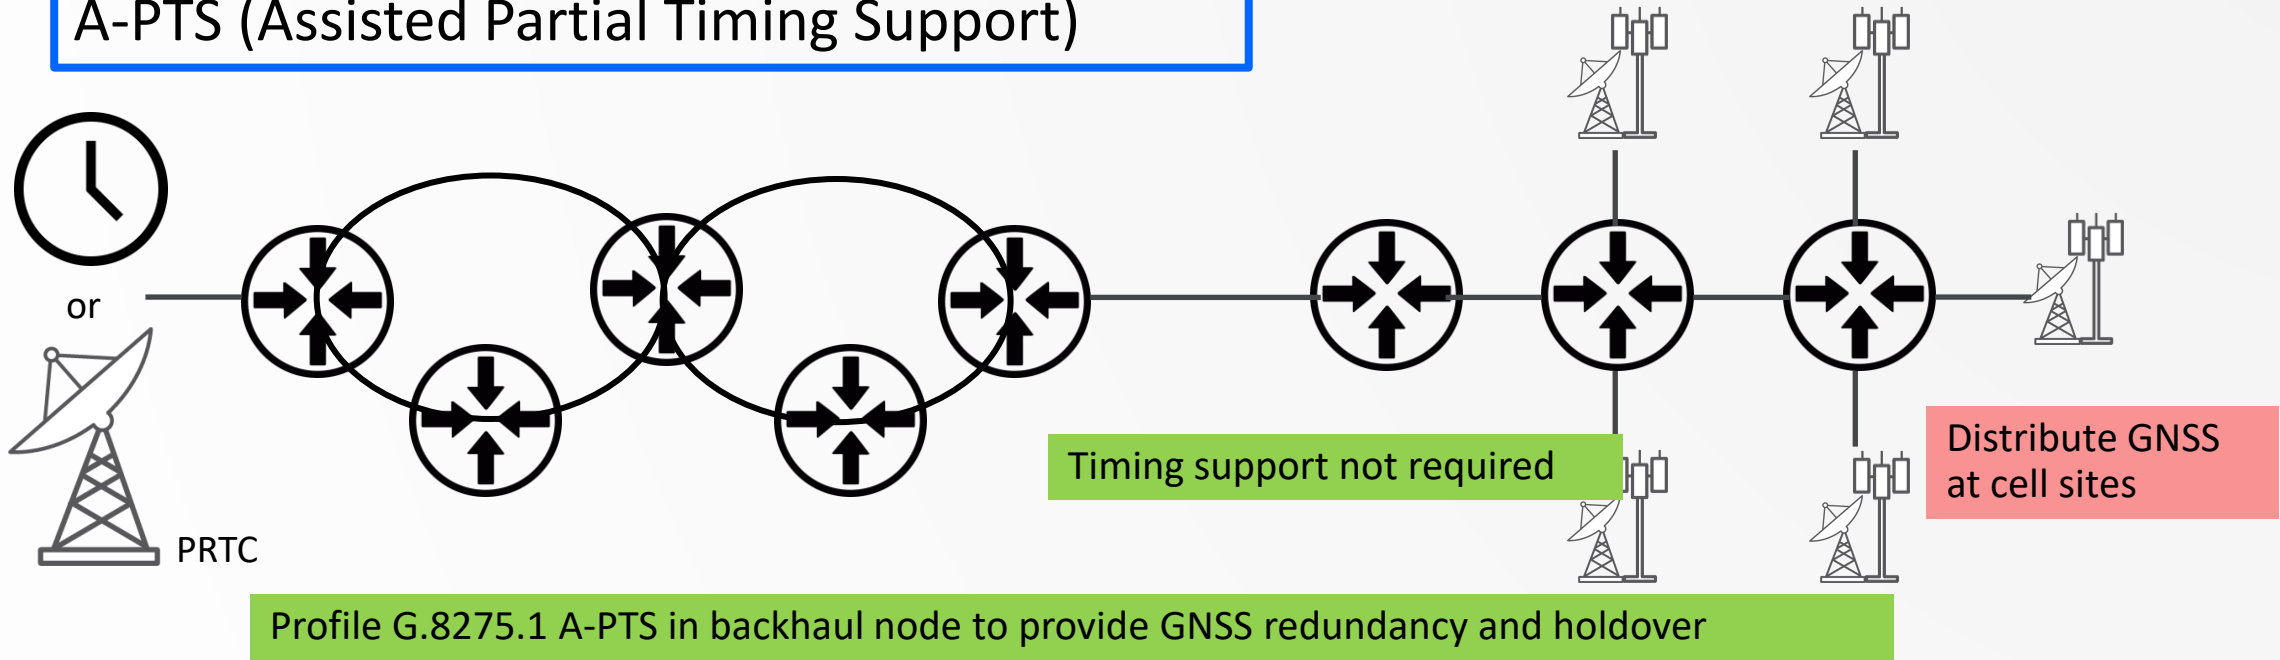 A-PTS (Assisted Partial Timing Support)
or
PRTC
Timing support not required
Distribute GNSS
at cell sites
Profile G.8275.1 A-PTS in backhaul node to provide GNSS redundancy and holdover